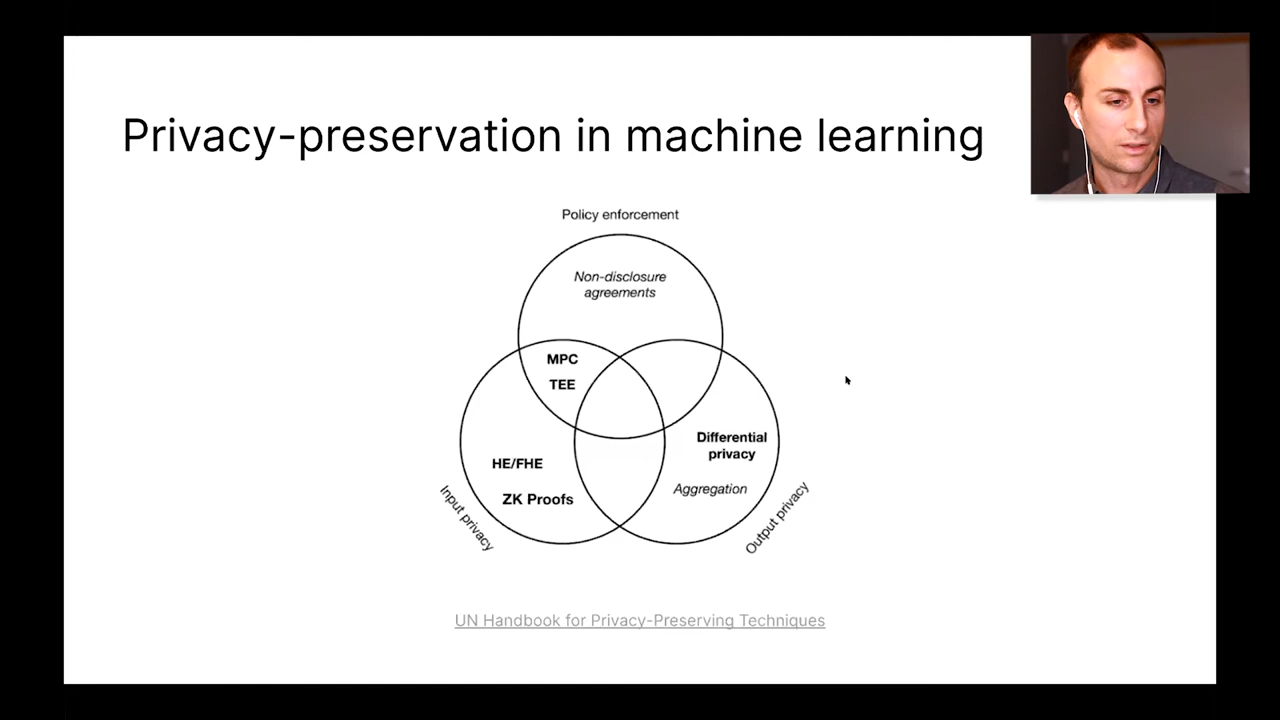 Privacy-preservation in machine learning
Policy enforcement
Non-disclosure
agreements
MPC
TEE
HE/FHE
ZK Proofs
Differential
privacy
Aggregation
Input privacy
Output privacy
UN Handbook for Privacy-Preserving Techniques